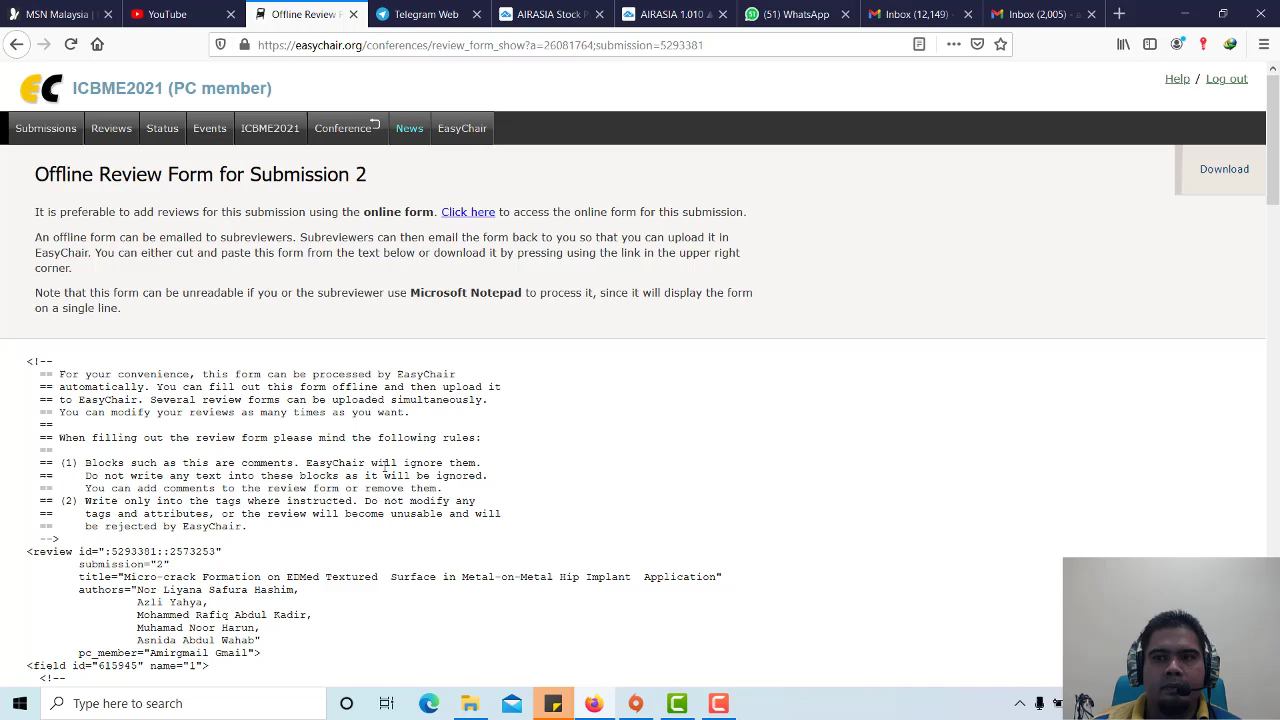 MSN Malaysia |
YouTube
Offline Review F
Telegram Web
AIRASIA Stock P
AIRASIA 1.010
(51) WhatsApp
Inbox (12,149)
Inbox (2,005) -
https://easychair.org/conferences/review_form_show?a=26081764;submission=5293381
EC
ICBME2021 (PC member)
Help / Log out
Submissions
Reviews
Status
Events
ICBME2021
Conference
News
EasyChair
Offline Review Form for Submission 2
Download
It is preferable to add reviews for this submission using the online form. Click here to access the online form for this submission.
An offline form can be emailed to subreviewers. Subreviewers can then email the form back to you so that you can upload it in
EasyChair. You can either cut and paste this form from the text below or download it by pressing using the link in the upper right
corner.
Note that this form can be unreadable if you or the subreviewer use Microsoft Notepad to process it, since it will display the form
on a single line.
<!--
== For your convenience, this form can be processed by EasyChair
== automatically. You can fill out this form offline and then upload it
== to EasyChair. Several review forms can be uploaded simultaneously.
== You can modify your reviews as many times as you want.
==
== When filling out the review form please mind the following rules:
==
== (1) Blocks such as this are comments. EasyChair will ignore them.
== Do not write any text into these blocks as it will be ignored.
== You can add comments to the review form or remove them.
== (2) Write only into the tags where instructed. Do not modify any
== tags and attributes, or the review will become unusable and will
== be rejected by EasyChair.
-->
<review id=":5293381::2573253"
submission="2"
title="Micro-crack Formation on EDMed Textured  Surface in Metal-on-Metal Hip Implant  Application"
authors="Nor Liyana Safura Hashim,
Azli Yahya,
Mohammed Rafiq Abdul Kadir,
Muhamad Noor Harun,
Asnida Abdul Wahab"
pc_member="Amirgmail Gmail">
<field id="615945" name="1">
<!--
Type here to search